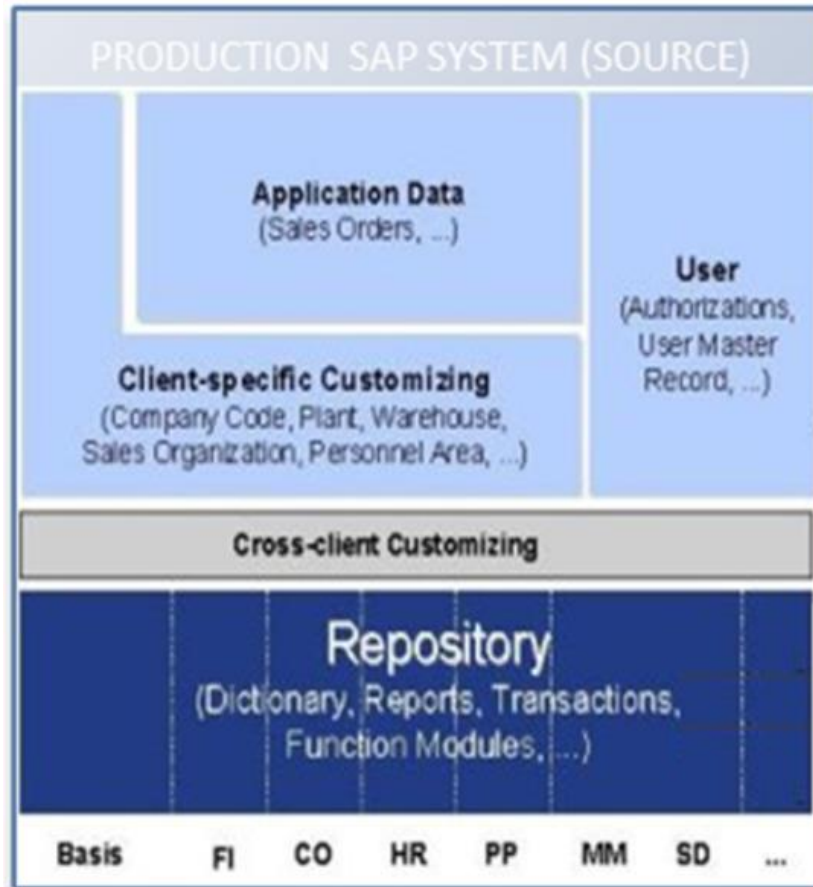 PRODUCTION SAP SYSTEM (SOURCE)
Application Data
(Sales Orders, ...)
User
(Authorizations,
User Master
Record, ...)
Client-specific Customizing
(Company Code, Plant, Warehouse,
Sales Organization, Personnel Area, ...)
Cross-client Customizing
Repository
(Dictionary, Reports, Transactions,
Function Modules, ...)
Basis FI CO HR PP MM SD ...